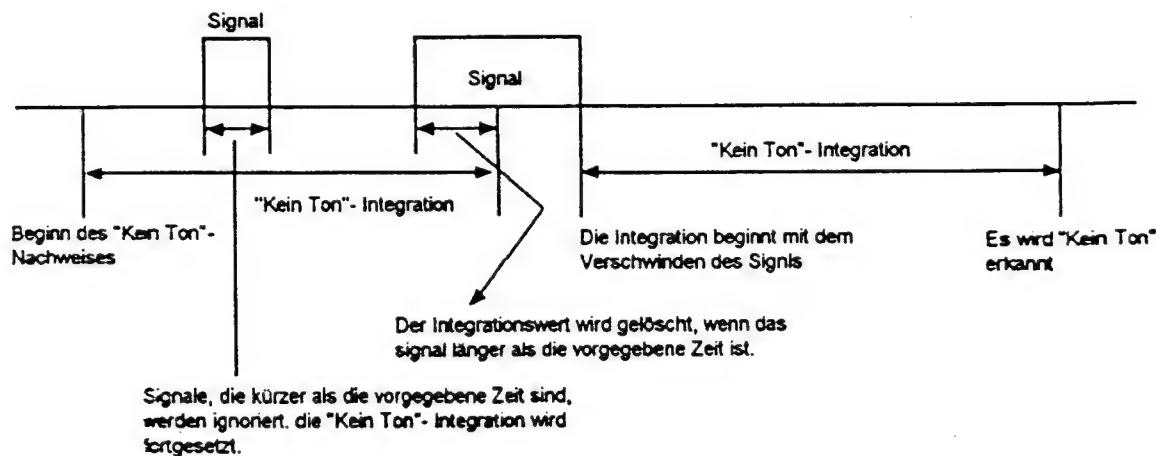 Signal
Signal
"Kein Ton"- Integration
"Kein Ton"- Integration
Beginn des "Kein Ton"-
Nachweises
Die Integration beginnt mit dem
Verschwinden des Signls
Es wird "Kein Ton"
erkannt
Der Integrationswert wird gelöscht, wenn das
signal länger als die vorgegebene Zeit ist.
Signale, die kürzer als die vorgegebene Zeit sind,
werden ignoriert. die "Kein Ton"- Integration wird
fortgesetzt.